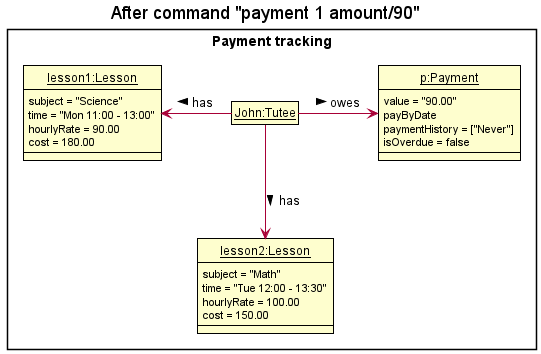 After command "payment 1 amount/90"
Payment tracking
lesson1:Lesson
subject = "Science"
time = "Mon 11:00 - 13:00"
hourlyRate = 90.00
cost = 180.00
has
John:Tutee
owes
p:Payment
value = "90.00"
payByDate
paymentHistory = ["Never"]
isOverdue = false
has
lesson2:Lesson
subject = "Math"
time = "Tue 12:00 - 13:30"
hourlyRate = 100.00
cost = 150.00